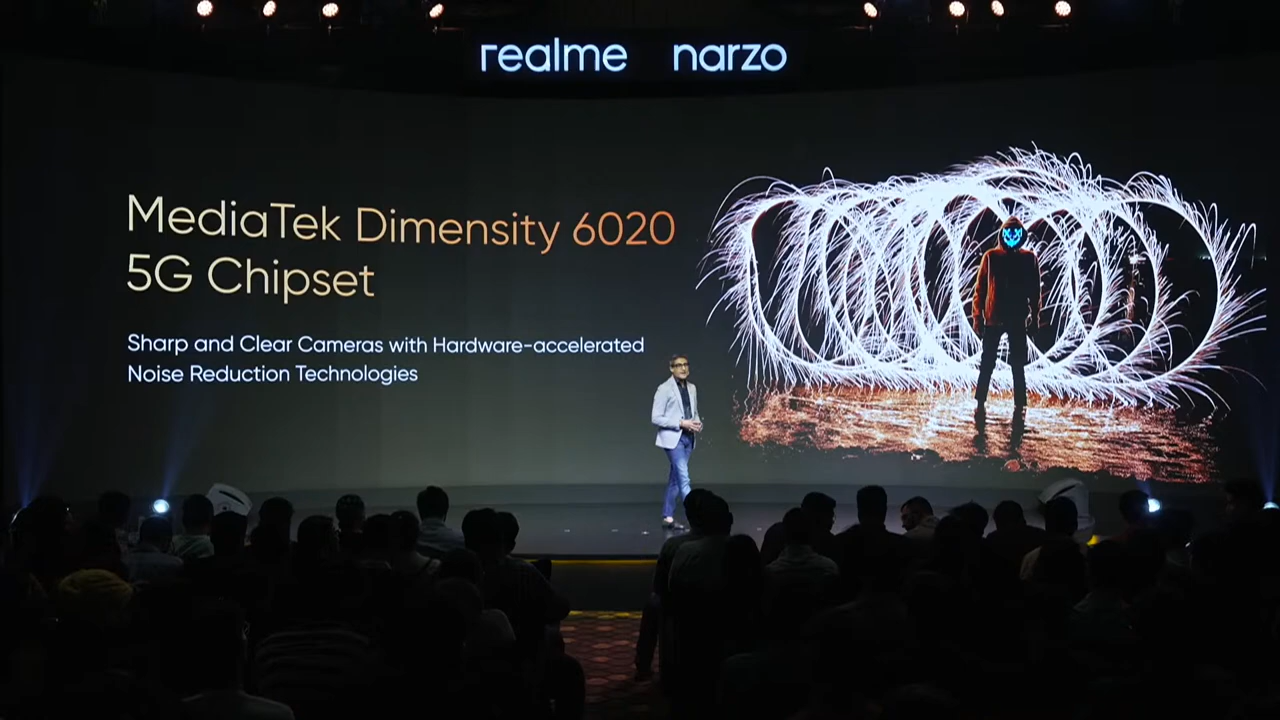 realme narzo
MediaTek Dimensity 6020
5G Chipset
Sharp and Clear Cameras with Hardware-accelerated
Noise Reduction Technologies